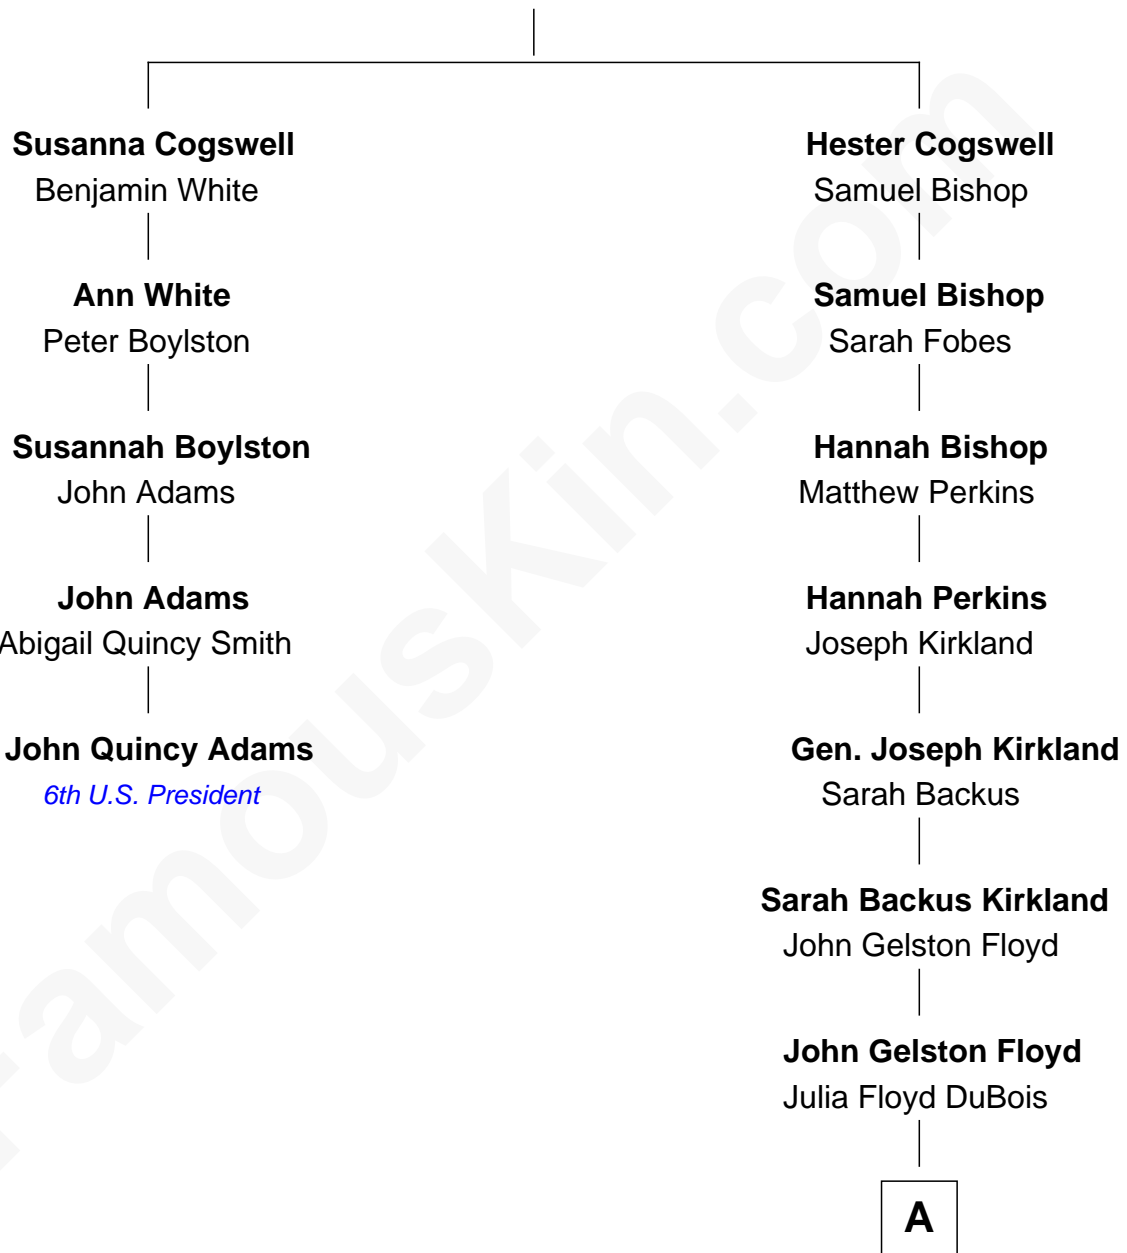 Susanna Cogswell
Benjamin White
Ann White
Peter Boylston
Susannah Boylston
John Adams
John Adams
Abigail Quincy Smith
John Quincy Adams
6th U.S. President
Hester Cogswell
Samuel Bishop
Samuel Bishop
Sarah Fobes
Hannah Bishop
Matthew Perkins
Hannah Perkins
Joseph Kirkland
Gen. Joseph Kirkland
Sarah Backus
Sarah Backus Kirkland
John Gelston Floyd
John Gelston Floyd
Julia Floyd DuBois
A
FamousKin.com